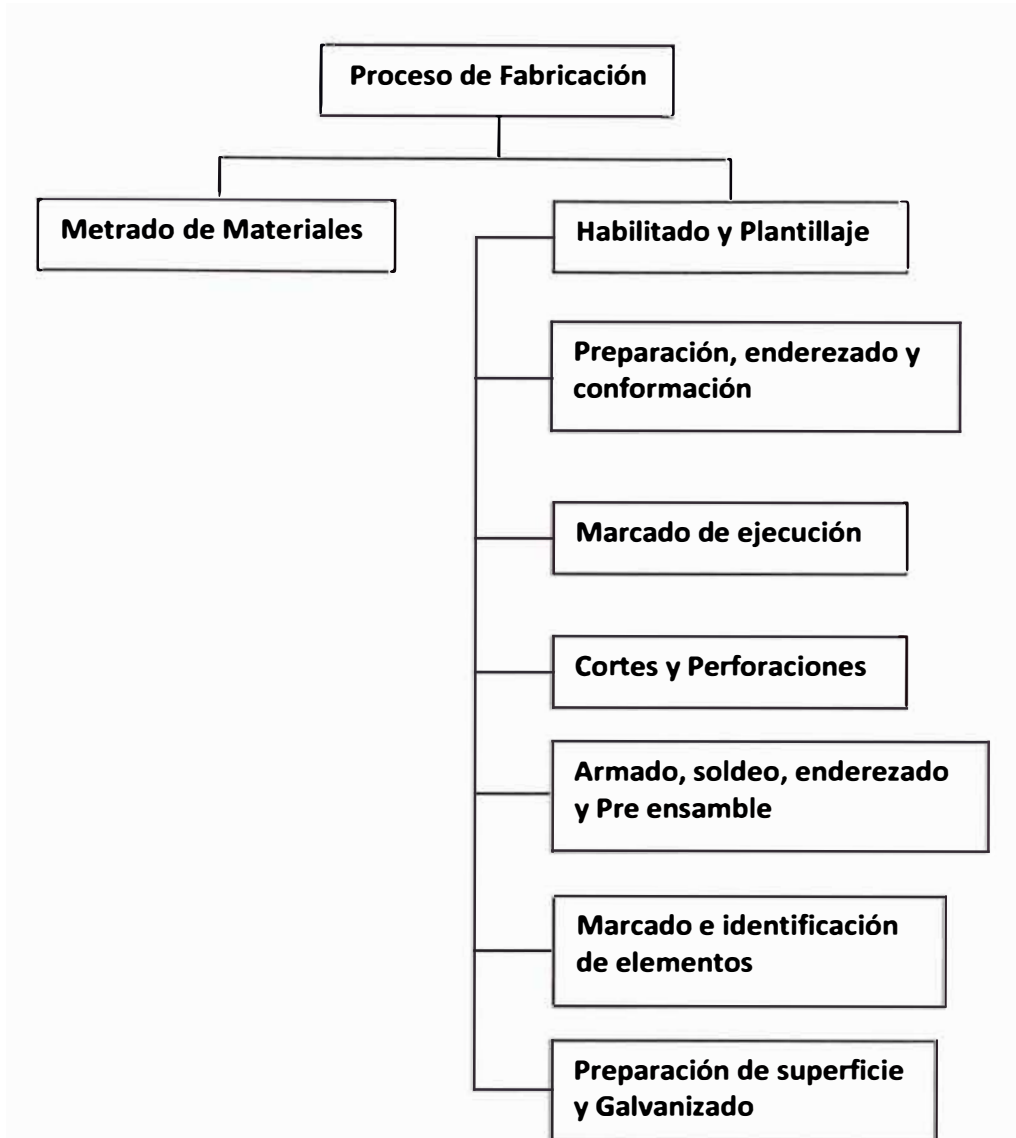 Proceso de Fabricación
Metrado de Materiales
Habilitado y Plantillaje
Preparación, enderezado y
conformación
Marcado de ejecución
Cortes y Perforaciones
Armado, soldeo, enderezado
y Pre ensamble
Marcado e identificación
de elementos
Preparación de superficie
y Galvanizado